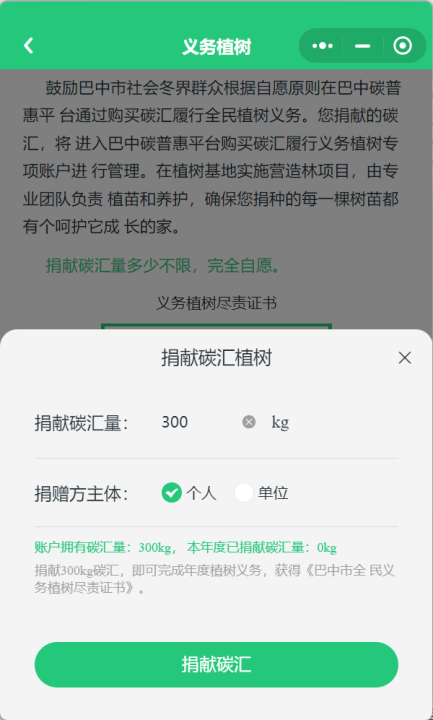 义务植树
鼓励巴中市社会冬界群众根据自愿原则在巴中碳普
惠平 台通过购买碳汇履行全民植树义务。您捐献的碳
汇，将 进入巴中碳普惠平台购买碳汇履行义务植树专
项账户进 行管理。在植树基地实施营造林项目，由专
业团队负责 植苗和养护，确保您捐种的每一棵树苗都
有个呵护它成 长的家。
捐献碳汇量多少不限，完全自愿。
义务植树尽责证书
捐献碳汇植树
捐献碳汇量： 300 kg
捐赠方主体： 个人 单位
账户拥有碳汇量：300kg， 本年度已捐献碳汇量：0kg
捐献300kg碳汇，即可完成年度植树义务，获得《巴中市全 民义
务植树尽责证书》。
捐献碳汇